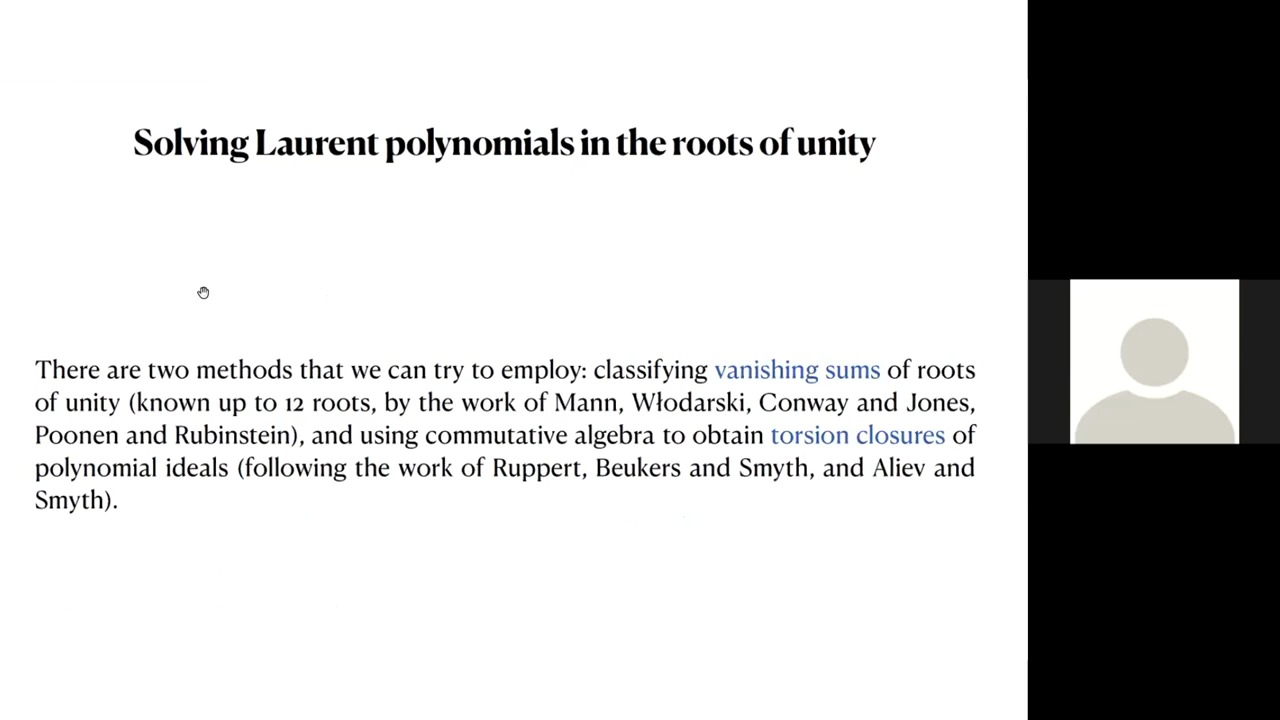 Solving Laurent polynomials in the roots of unity
There are two methods that we can try to employ: classifying vanishing sums of roots
of unity (known up to 12 roots, by the work of Mann, Włodarski, Conway and Jones,
Poonen and Rubinstein), and using commutative algebra to obtain torsion closures of
polynomial ideals (following the work of Ruppert, Beukers and Smyth, and Aliev and
Smyth).